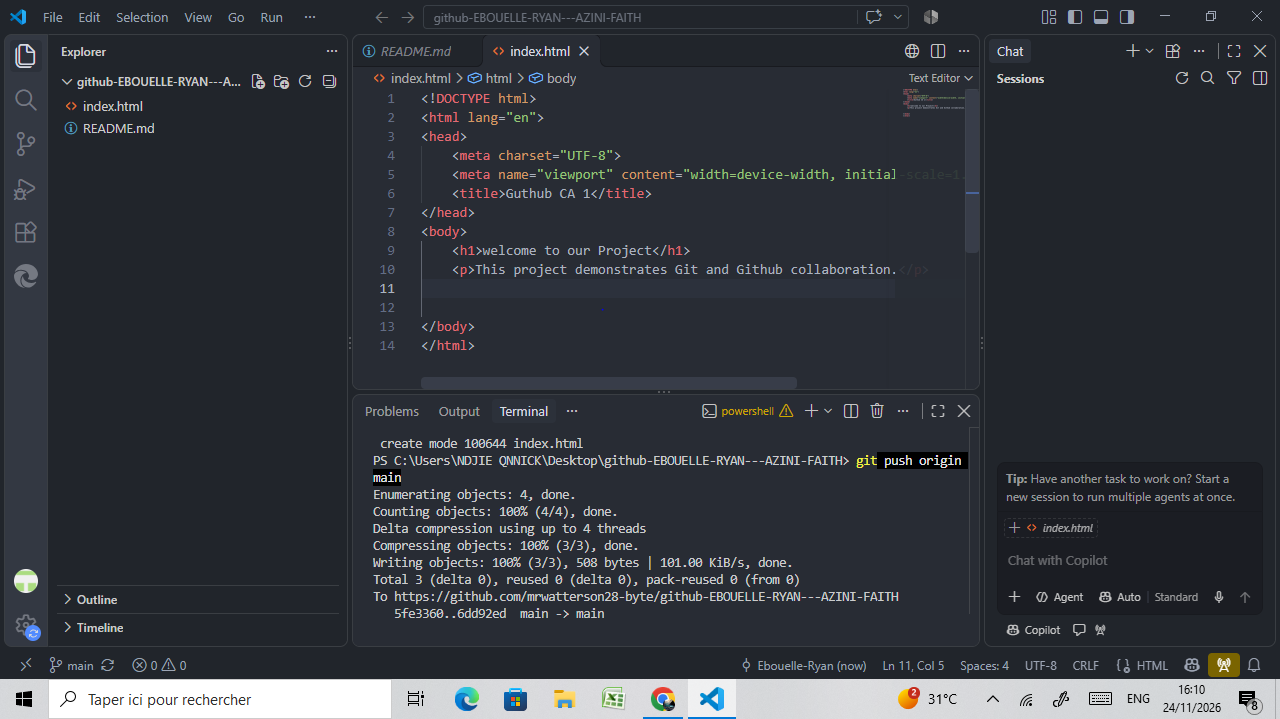 File Edit Selection View Go Run ··· github-EBOUELLE-RYAN---AZINI-FAITH
Explorer ···
github-EBOUELLE-RYAN---A...
index.html
README.md
Outline
Timeline
README.md index.html
index.html > html > body Text Editor
1 <!DOCTYPE html>
2 <html lang="en">
3 <head>
4 <meta charset="UTF-8">
5 <meta name="viewport" content="width=device-width, initial-scale=1.
6 <title>Guthub CA 1</title>
7 </head>
8 <body>
9 <h1>welcome to our Project</h1>
10 <p>This project demonstrates Git and Github collaboration.</p>
11
12
13 </body>
14 </html>
Problems Output Terminal ··· powershell
create mode 100644 index.html
PS C:\Users\NDJIE QNNICK\Desktop\github-EBOUELLE-RYAN---AZINI-FAITH> git push origin
main
Enumerating objects: 4, done.
Counting objects: 100% (4/4), done.
Delta compression using up to 4 threads
Compressing objects: 100% (3/3), done.
Writing objects: 100% (3/3), 508 bytes | 101.00 KiB/s, done.
Total 3 (delta 0), reused 0 (delta 0), pack-reused 0 (from 0)
To https://github.com/mrwatterson28-byte/github-EBOUELLE-RYAN---AZINI-FAITH
5fe3360..6dd92ed main -> main
Chat
Sessions
Tip: Have another task to work on? Start a
new session to run multiple agents at once.
index.html
Chat with Copilot
Agent Auto Standard
Copilot
main 0 0 Ebouelle-Ryan (now) Ln 11, Col 5 Spaces: 4 UTF-8 CRLF HTML
Taper ici pour rechercher 2 31°C ENG 16:10
24/11/2026 8